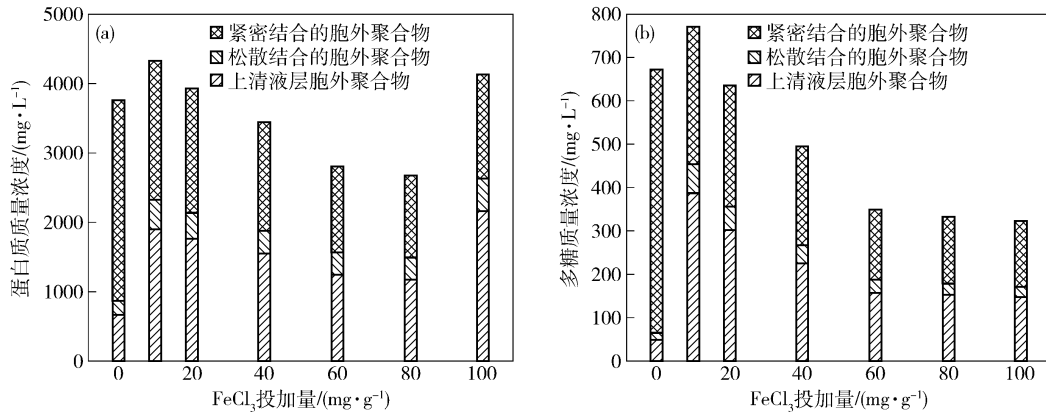 (a)
紧密结合的胞外聚合物
松散结合的胞外聚合物
上清液层胞外聚合物
5000
4000
3000
2000
1000
0
蛋白质质量浓度/(mg·L⁻¹)
0 20 40 60 80 100
FeCl₃投加量/(mg·g⁻¹)
(b)
紧密结合的胞外聚合物
松散结合的胞外聚合物
上清液层胞外聚合物
800
700
600
500
400
300
200
100
0
多糖质量浓度/(mg·L⁻¹)
0 20 40 60 80 100
FeCl₃投加量/(mg·g⁻¹)